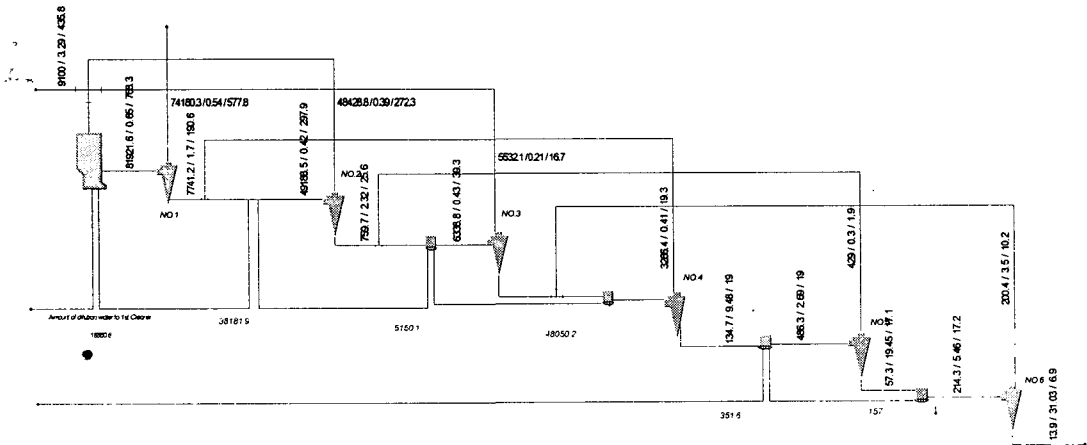 9100 / 3.29 / 435.8
81921.6 / 0.65 / 768.3
74180.3/0.54/577.8
7741.2 / 1.7 / 190.6
NO.1
49186.5 / 0.42 / 297.9
48428.8/0.39/272.3
NO.2
759.7 / 2.32 / 25.6
6338.8 / 0.43 / 39.3
NO.3
5532.1/0.21/16.7
3286.4 / 0.41 / 19.3
NO.4
134.7 / 9.48 / 19
486.3 / 2.69 / 19
429 / 0.3 / 1.9
57.3 / 19.45 / 17.1
214.3 / 5.46 / 17.2
200.4 / 3.5 / 10.2
NO.6
13.9 / 31.03 / 6.9
Amount of dilution water to 1st Cleaner
38181.9
5150.1
48050.2
351.6
157